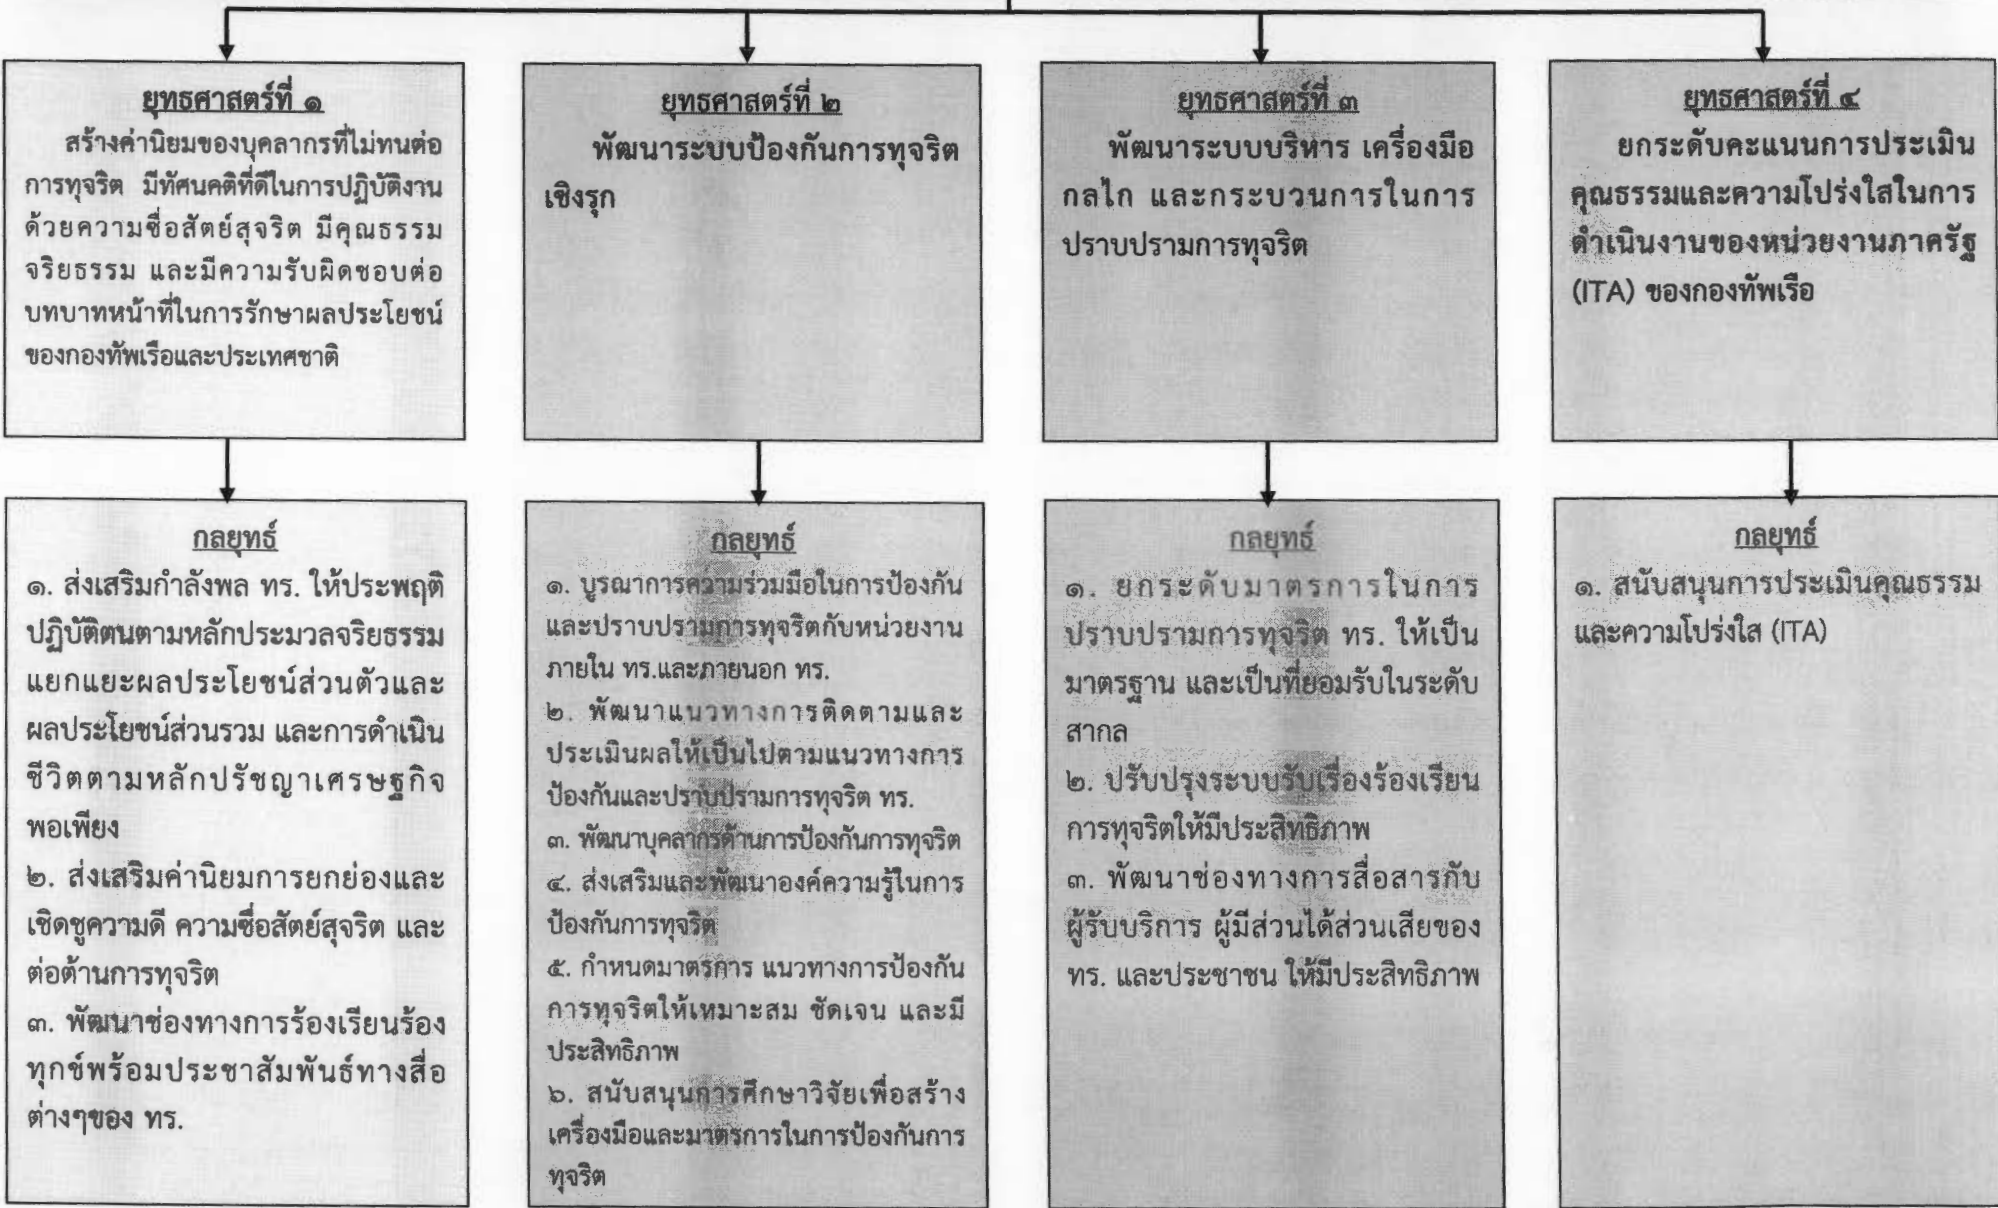 ยุทธศาสตร์ที่ ๑
สร้างค่านิยมของบุคลากรที่ไม่ทนต่อ
การทุจริต มีทัศนคติที่ดีในการปฏิบัติงาน
ด้วยความซื่อสัตย์สุจริต มีคุณธรรม
จริยธรรม และมีความรับผิดชอบต่อ
บทบาทหน้าที่ในการรักษาผลประโยชน์
ของกองทัพเรือและประเทศชาติ
ยุทธศาสตร์ที่ ๒
พัฒนาระบบป้องกันการทุจริต
เชิงรุก
ยุทธศาสตร์ที่ ๓
พัฒนาระบบบริหาร เครื่องมือ
กลไก และกระบวนการในการ
ปราบปรามการทุจริต
ยุทธศาสตร์ที่ ๔
ยกระดับคะแนนการประเมิน
คุณธรรมและความโปร่งใสในการ
ดำเนินงานของหน่วยงานภาครัฐ
(ITA) ของกองทัพเรือ
กลยุทธ์
๑. ส่งเสริมกำลังพล ทร. ให้ประพฤติ
ปฏิบัติตนตามหลักประมวลจริยธรรม
แยกแยะผลประโยชน์ส่วนตัวและ
ผลประโยชน์ส่วนรวม และการดำเนิน
ชีวิตตามหลักปรัชญาเศรษฐกิจ
พอเพียง
๒. ส่งเสริมค่านิยมการยกย่องและ
เชิดชูความดี ความซื่อสัตย์สุจริต และ
ต่อต้านการทุจริต
๓. พัฒนาช่องทางการร้องเรียนร้อง
ทุกข์พร้อมประชาสัมพันธ์ทางสื่อ
ต่างๆของ ทร.
กลยุทธ์
๑. บูรณาการความร่วมมือในการป้องกัน
และปราบปรามการทุจริตกับหน่วยงาน
ภายใน ทร.และภายนอก ทร.
๒. พัฒนาแนวทางการติดตามและ
ประเมินผลให้เป็นไปตามแนวทางการ
ป้องกันและปราบปรามการทุจริต ทร.
๓. พัฒนาบุคลากรด้านการป้องกันการทุจริต
๔. ส่งเสริมและพัฒนาองค์ความรู้ในการ
ป้องกันการทุจริต
๕. กำหนดมาตรการ แนวทางการป้องกัน
การทุจริตให้เหมาะสม ชัดเจน และมี
ประสิทธิภาพ
๖. สนับสนุนการศึกษาวิจัยเพื่อสร้าง
เครื่องมือและมาตรการในการป้องกันการ
ทุจริต
กลยุทธ์
๑. ยกระดับมาตรการในการ
ปราบปรามการทุจริต ทร. ให้เป็น
มาตรฐาน และเป็นที่ยอมรับในระดับ
สากล
๒. ปรับปรุงระบบรับเรื่องร้องเรียน
การทุจริตให้มีประสิทธิภาพ
๓. พัฒนาช่องทางการสื่อสารกับ
ผู้รับบริการ ผู้มีส่วนได้ส่วนเสียของ
ทร. และประชาชน ให้มีประสิทธิภาพ
กลยุทธ์
๑. สนับสนุนการประเมินคุณธรรม
และความโปร่งใส (ITA)